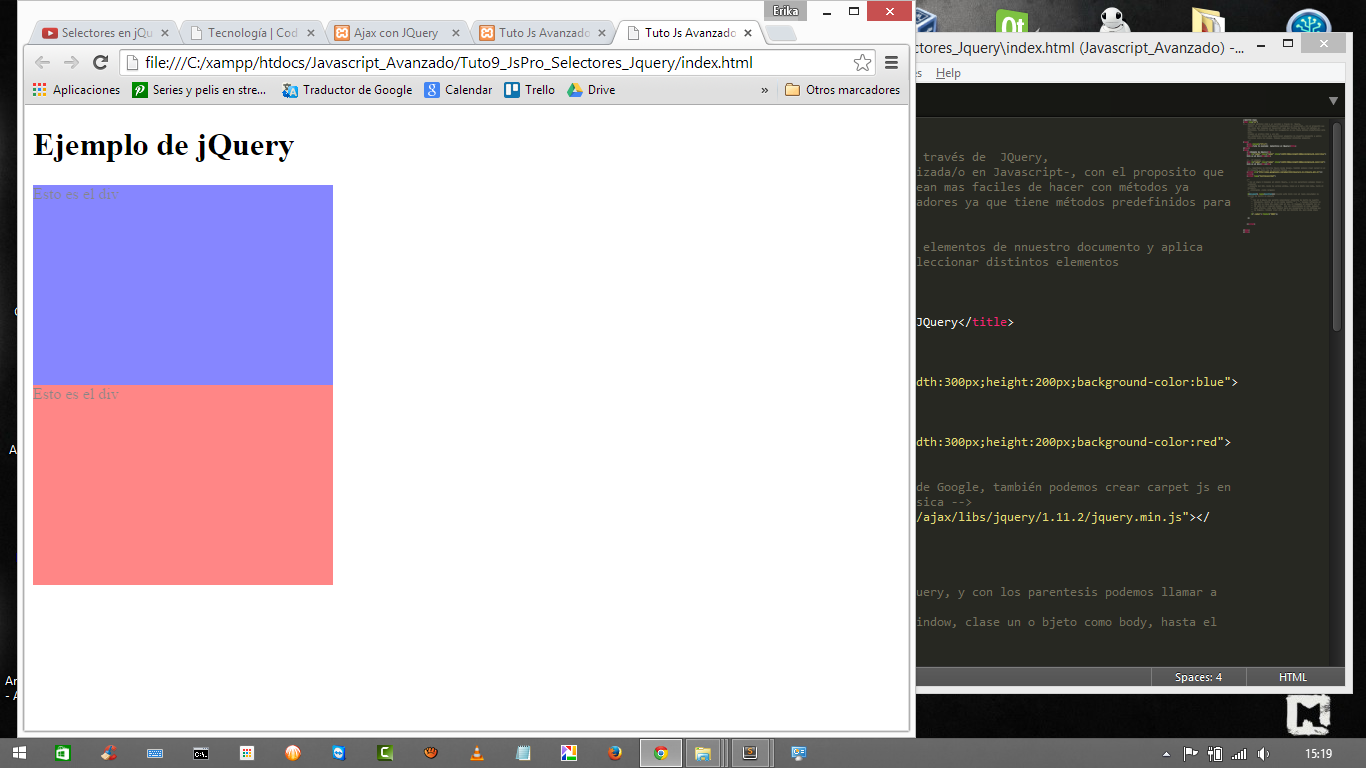 Erika
Selectores en jQu
Tecnología | Cod
Ajax con JQuery
Tuto Js Avanzado
Tuto Js Avanzado
file:///C:/xampp/htdocs/Javascript_Avanzado/Tuto9_JsPro_Selectores_Jquery/index.html
Aplicaciones
Series y pelis en stre...
Traductor de Google
Calendar
Trello
Drive
»
Otros marcadores
Ejemplo de jQuery
Esto es el div
Esto es el div
ctores_Jquery\index.html (Javascript_Avanzado) -...
es Help
través de  JQuery,
izada/o en Javascript-, con el proposito que
ean mas faciles de hacer con métodos ya
adores ya que tiene métodos predefinidos para
elementos de nnuestro documento y aplica
leccionar distintos elementos
JQuery</title>
dth:300px;height:200px;background-color:blue">
dth:300px;height:200px;background-color:red">
de Google, también podemos crear carpet js en
sica -->
/ajax/libs/jquery/1.11.2/jquery.min.js"></
uery, y con los parentesis podemos llamar a
indow, clase un o bjeto como body, hasta el
Spaces: 4
HTML
Qt
A
Ar
- A
C:\.
15:19